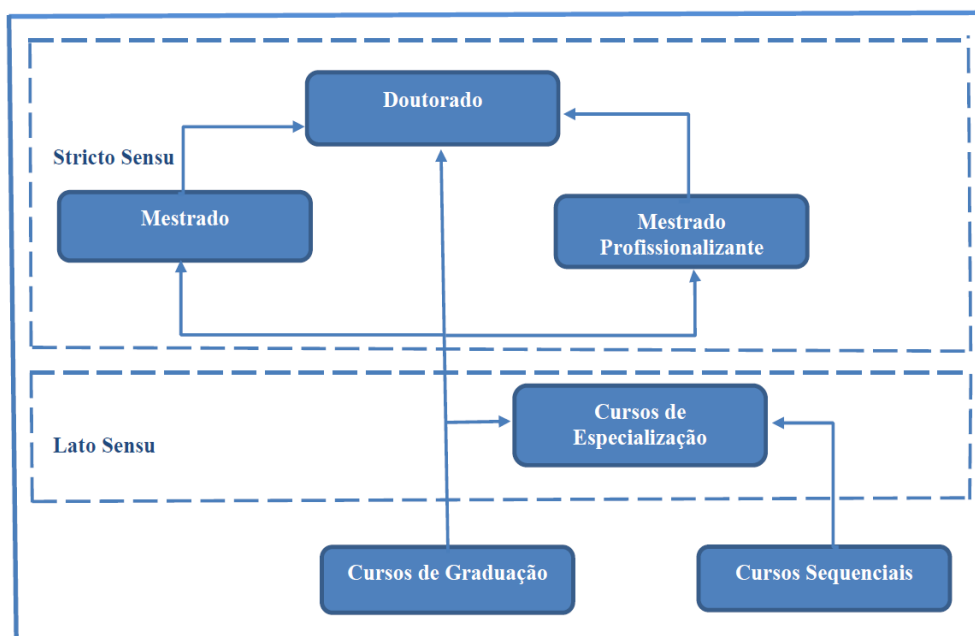 Doutorado
Stricto Sensu
Mestrado
Mestrado
Profissionalizante
Cursos de
Especialização
Lato Sensu
Cursos de Graduação
Cursos Sequenciais